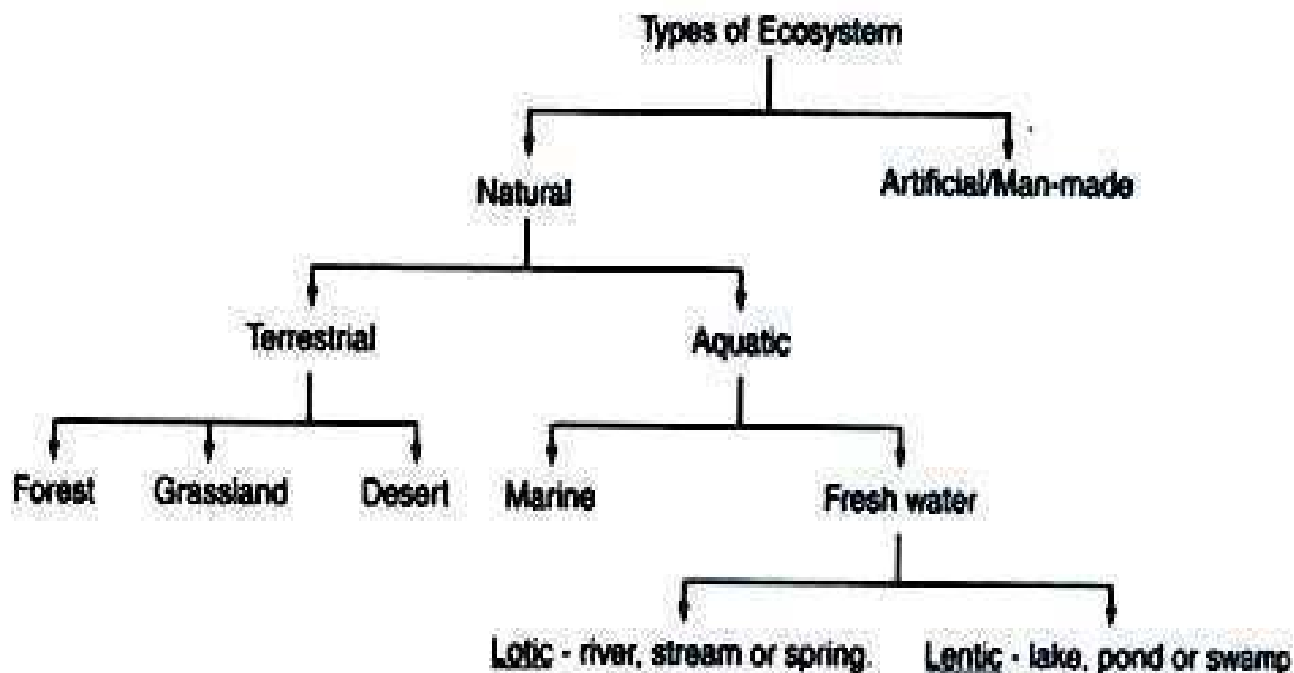 Types of Ecosystem
Natural
Artificial/Man-made
Terrestrial
Aquatic
Forest
Grassland
Desert
Marine
Fresh water
Lotic - river, stream or spring.
Lentic - lake, pond or swamp